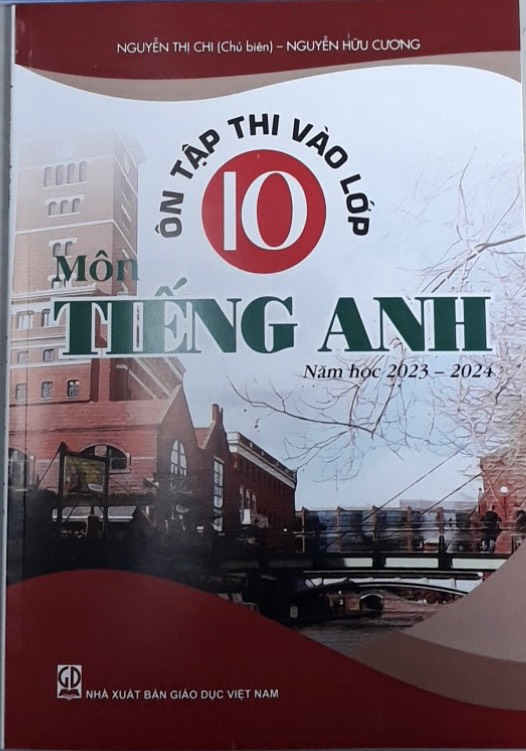 NGUYỄN THỊ CHI (Chủ biên) – NGUYỄN HỮU CƯƠNG
ÔN TẬP THI VÀO LỚP
10
Môn
TIẾNG ANH
Năm học 2023 – 2024
GD
NHÀ XUẤT BẢN GIÁO DỤC VIỆT NAM